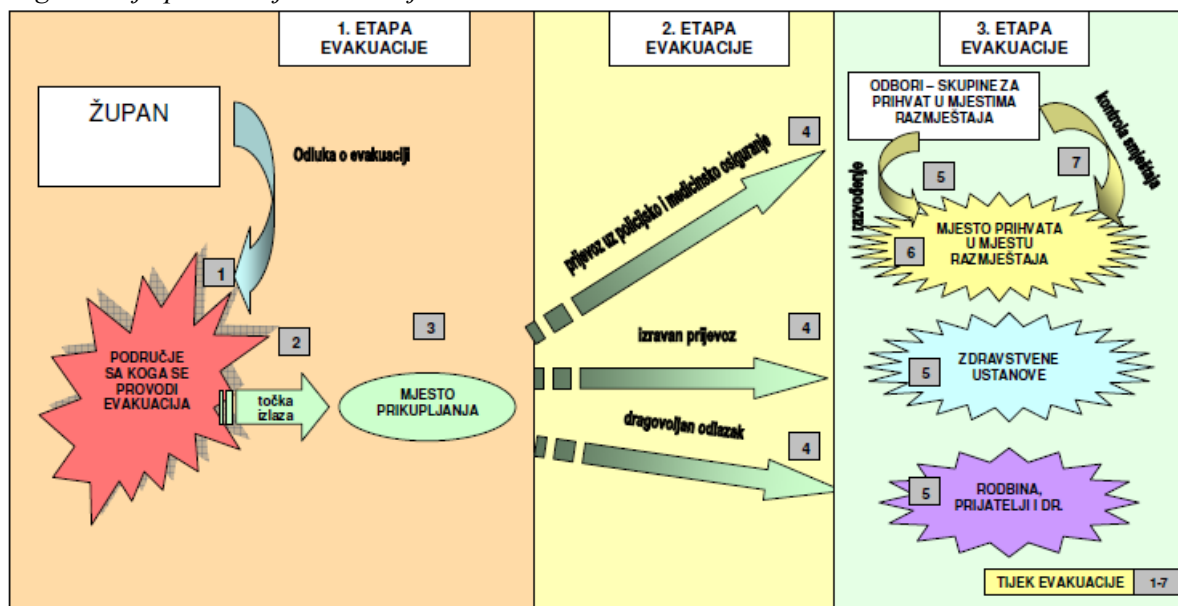 1. ETAPA
EVAKUACIJE
ŽUPAN
Odluka o evakuaciji
1
PODRUČJE
SA KOGA SE
PROVODI
EVAKUACIJA
2
točka
izlaza
3
MJESTO
PRIKUPLJANJA
2. ETAPA
EVAKUACIJE
prijevoz uz policijsko i medicinsko osiguranje
4
izravan prijevoz
4
dragovoljan odlazak
4
3. ETAPA
EVAKUACIJE
ODBORI – SKUPINE ZA
PRIHVAT U MJESTIMA
RAZMJEŠTAJA
razvođenje
5
7
kontrola smještaja
6
MJESTO PRIHVATA
U MJESTU
RAZMJEŠTAJA
5
ZDRAVSTVENE
USTANOVE
5
RODBINA,
PRIJATELJI I DR.
TIJEK EVAKUACIJE 1-7